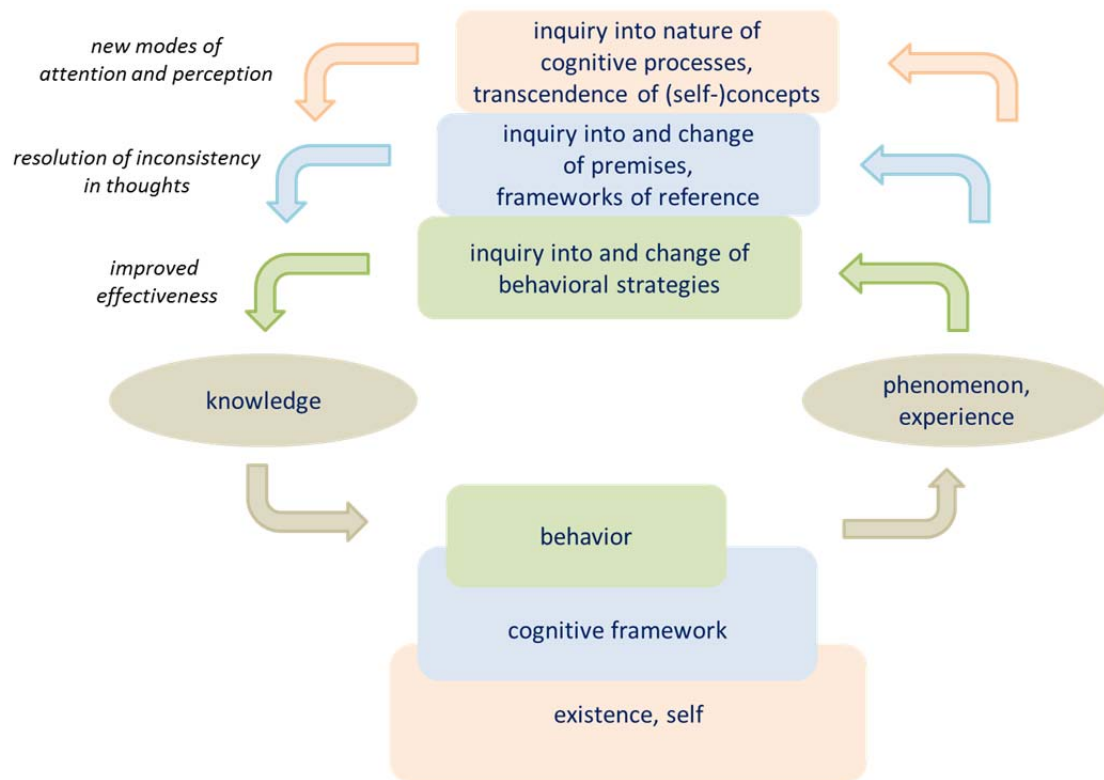 new modes of
attention and perception
inquiry into nature of
cognitive processes,
transcendence of (self-)concepts
resolution of inconsistency
in thoughts
inquiry into and change
of premises,
frameworks of reference
improved
effectiveness
inquiry into and change of
behavioral strategies
knowledge
phenomenon,
experience
behavior
cognitive framework
existence, self